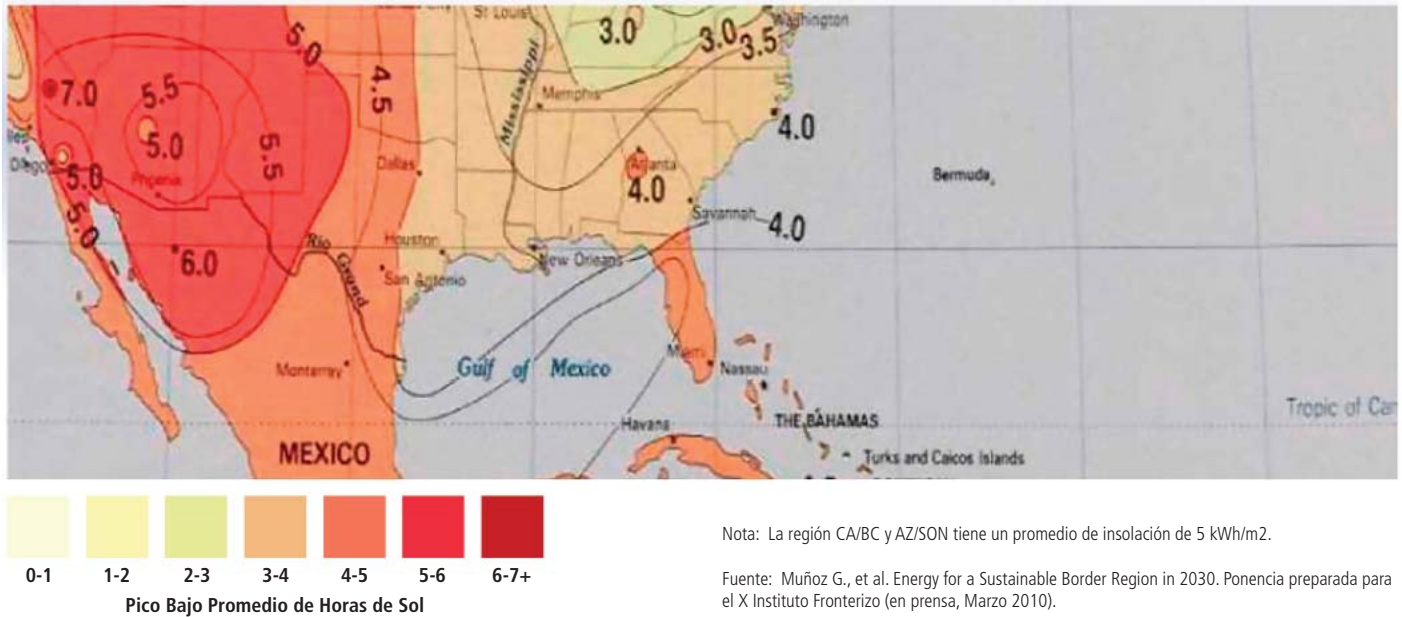 St Louis
Washington
3.0
3.0
3.5
5.0
4.5
Mississippi
7.0
5.5
Memphis
4.0
5.0
5.5
Atlanta
4.0
Diego
5.0
Phoenix
Dallas
Bermuda
5.0
Savannah
4.0
6.0
Rio Grand
Houston
New Orleans
San Antonio
Monterrey
Gulf of Mexico
Miami
Nassau
Tropic of Can
Havana
THE BAHAMAS
MEXICO
Turks and Caicos Islands
0-1
1-2
2-3
3-4
4-5
5-6
6-7+
Pico Bajo Promedio de Horas de Sol
Nota: La región CA/BC y AZ/SON tiene un promedio de insolación de 5 kWh/m2.
Fuente: Muñoz G., et al. Energy for a Sustainable Border Region in 2030. Ponencia preparada para
el X Instituto Fronterizo (en prensa, Marzo 2010).